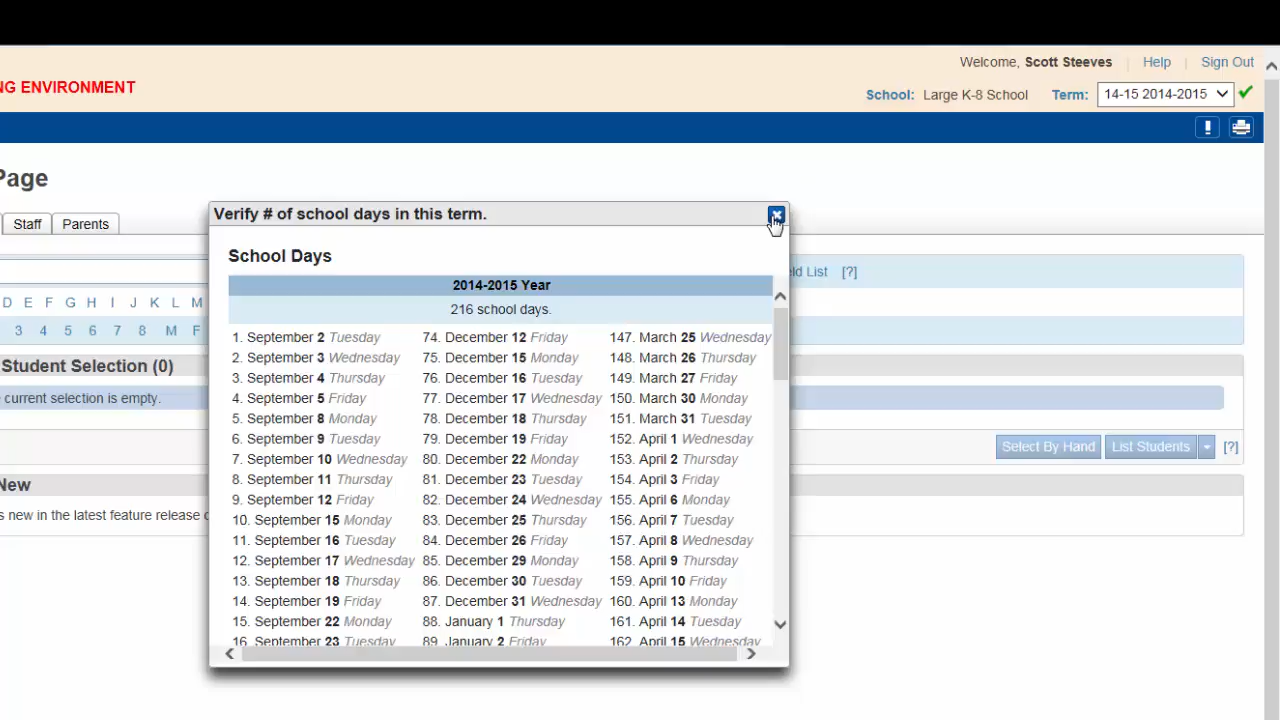 Welcome, Scott Steeves Help Sign Out
NG ENVIRONMENT
School: Large K-8 School Term: 14-15 2014-2015
Page
Staff Parents
Verify # of school days in this term.
School Days
2014-2015 Year
216 school days.
List [?]
D E F G H I J K L M
3 4 5 6 7 8 M F
Student Selection (0)
current selection is empty.
Select By Hand List Students [?]
New
s new in the latest feature release
1. September 2 Tuesday 74. December 12 Friday 147. March 25 Wednesday
2. September 3 Wednesday 75. December 15 Monday 148. March 26 Thursday
3. September 4 Thursday 76. December 16 Tuesday 149. March 27 Friday
4. September 5 Friday 77. December 17 Wednesday 150. March 30 Monday
5. September 8 Monday 78. December 18 Thursday 151. March 31 Tuesday
6. September 9 Tuesday 79. December 19 Friday 152. April 1 Wednesday
7. September 10 Wednesday 80. December 22 Monday 153. April 2 Thursday
8. September 11 Thursday 81. December 23 Tuesday 154. April 3 Friday
9. September 12 Friday 82. December 24 Wednesday 155. April 6 Monday
10. September 15 Monday 83. December 25 Thursday 156. April 7 Tuesday
11. September 16 Tuesday 84. December 26 Friday 157. April 8 Wednesday
12. September 17 Wednesday 85. December 29 Monday 158. April 9 Thursday
13. September 18 Thursday 86. December 30 Tuesday 159. April 10 Friday
14. September 19 Friday 87. December 31 Wednesday 160. April 13 Monday
15. September 22 Monday 88. January 1 Thursday 161. April 14 Tuesday
16. September 23 Tuesday 89. January 2 Friday 162. April 15 Wednesday